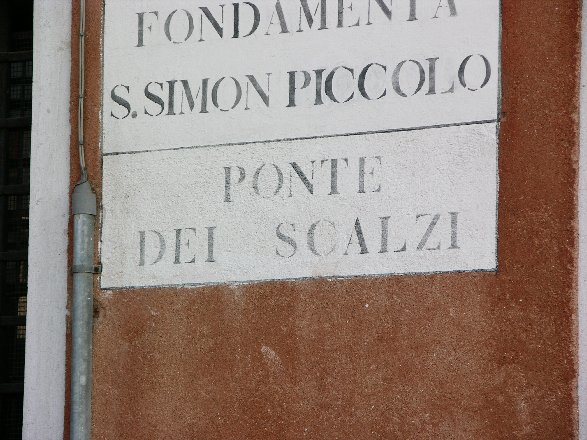 FONDAMENTA
S. SIMON PICCOLO
PONTE
DEI SCALZI